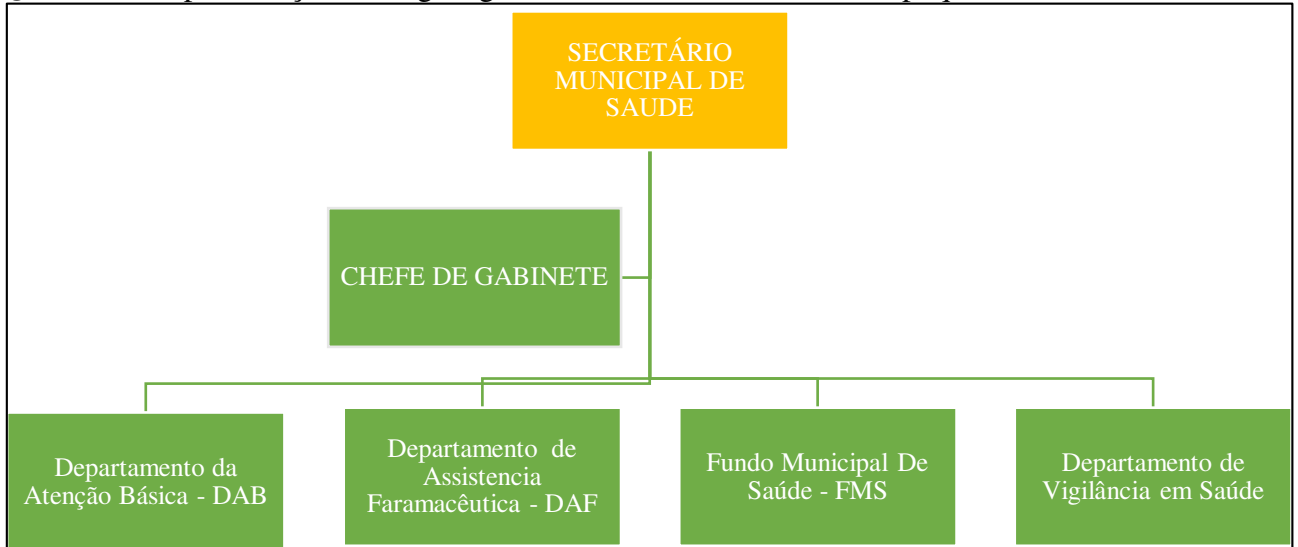 SECRETÁRIO
MUNICIPAL DE
SAUDE
CHEFE DE GABINETE
Departamento da
Atenção Básica - DAB
Departamento de
Assistencia
Faramacêutica - DAF
Fundo Municipal De
Saúde - FMS
Departamento de
Vigilância em Saúde